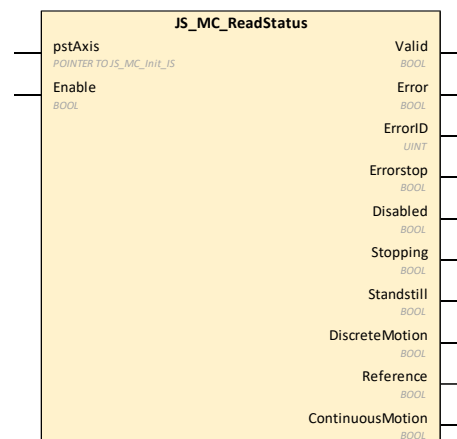 JS_MC_ReadStatus
pstAxis Valid
POINTER TO JS_MC_Init_IS BOOL
Enable Error
BOOL BOOL
ErrorID
UINT
Errorstop
BOOL
Disabled
BOOL
Stopping
BOOL
Standstill
BOOL
DiscreteMotion
BOOL
Reference
BOOL
ContinuousMotion
BOOL